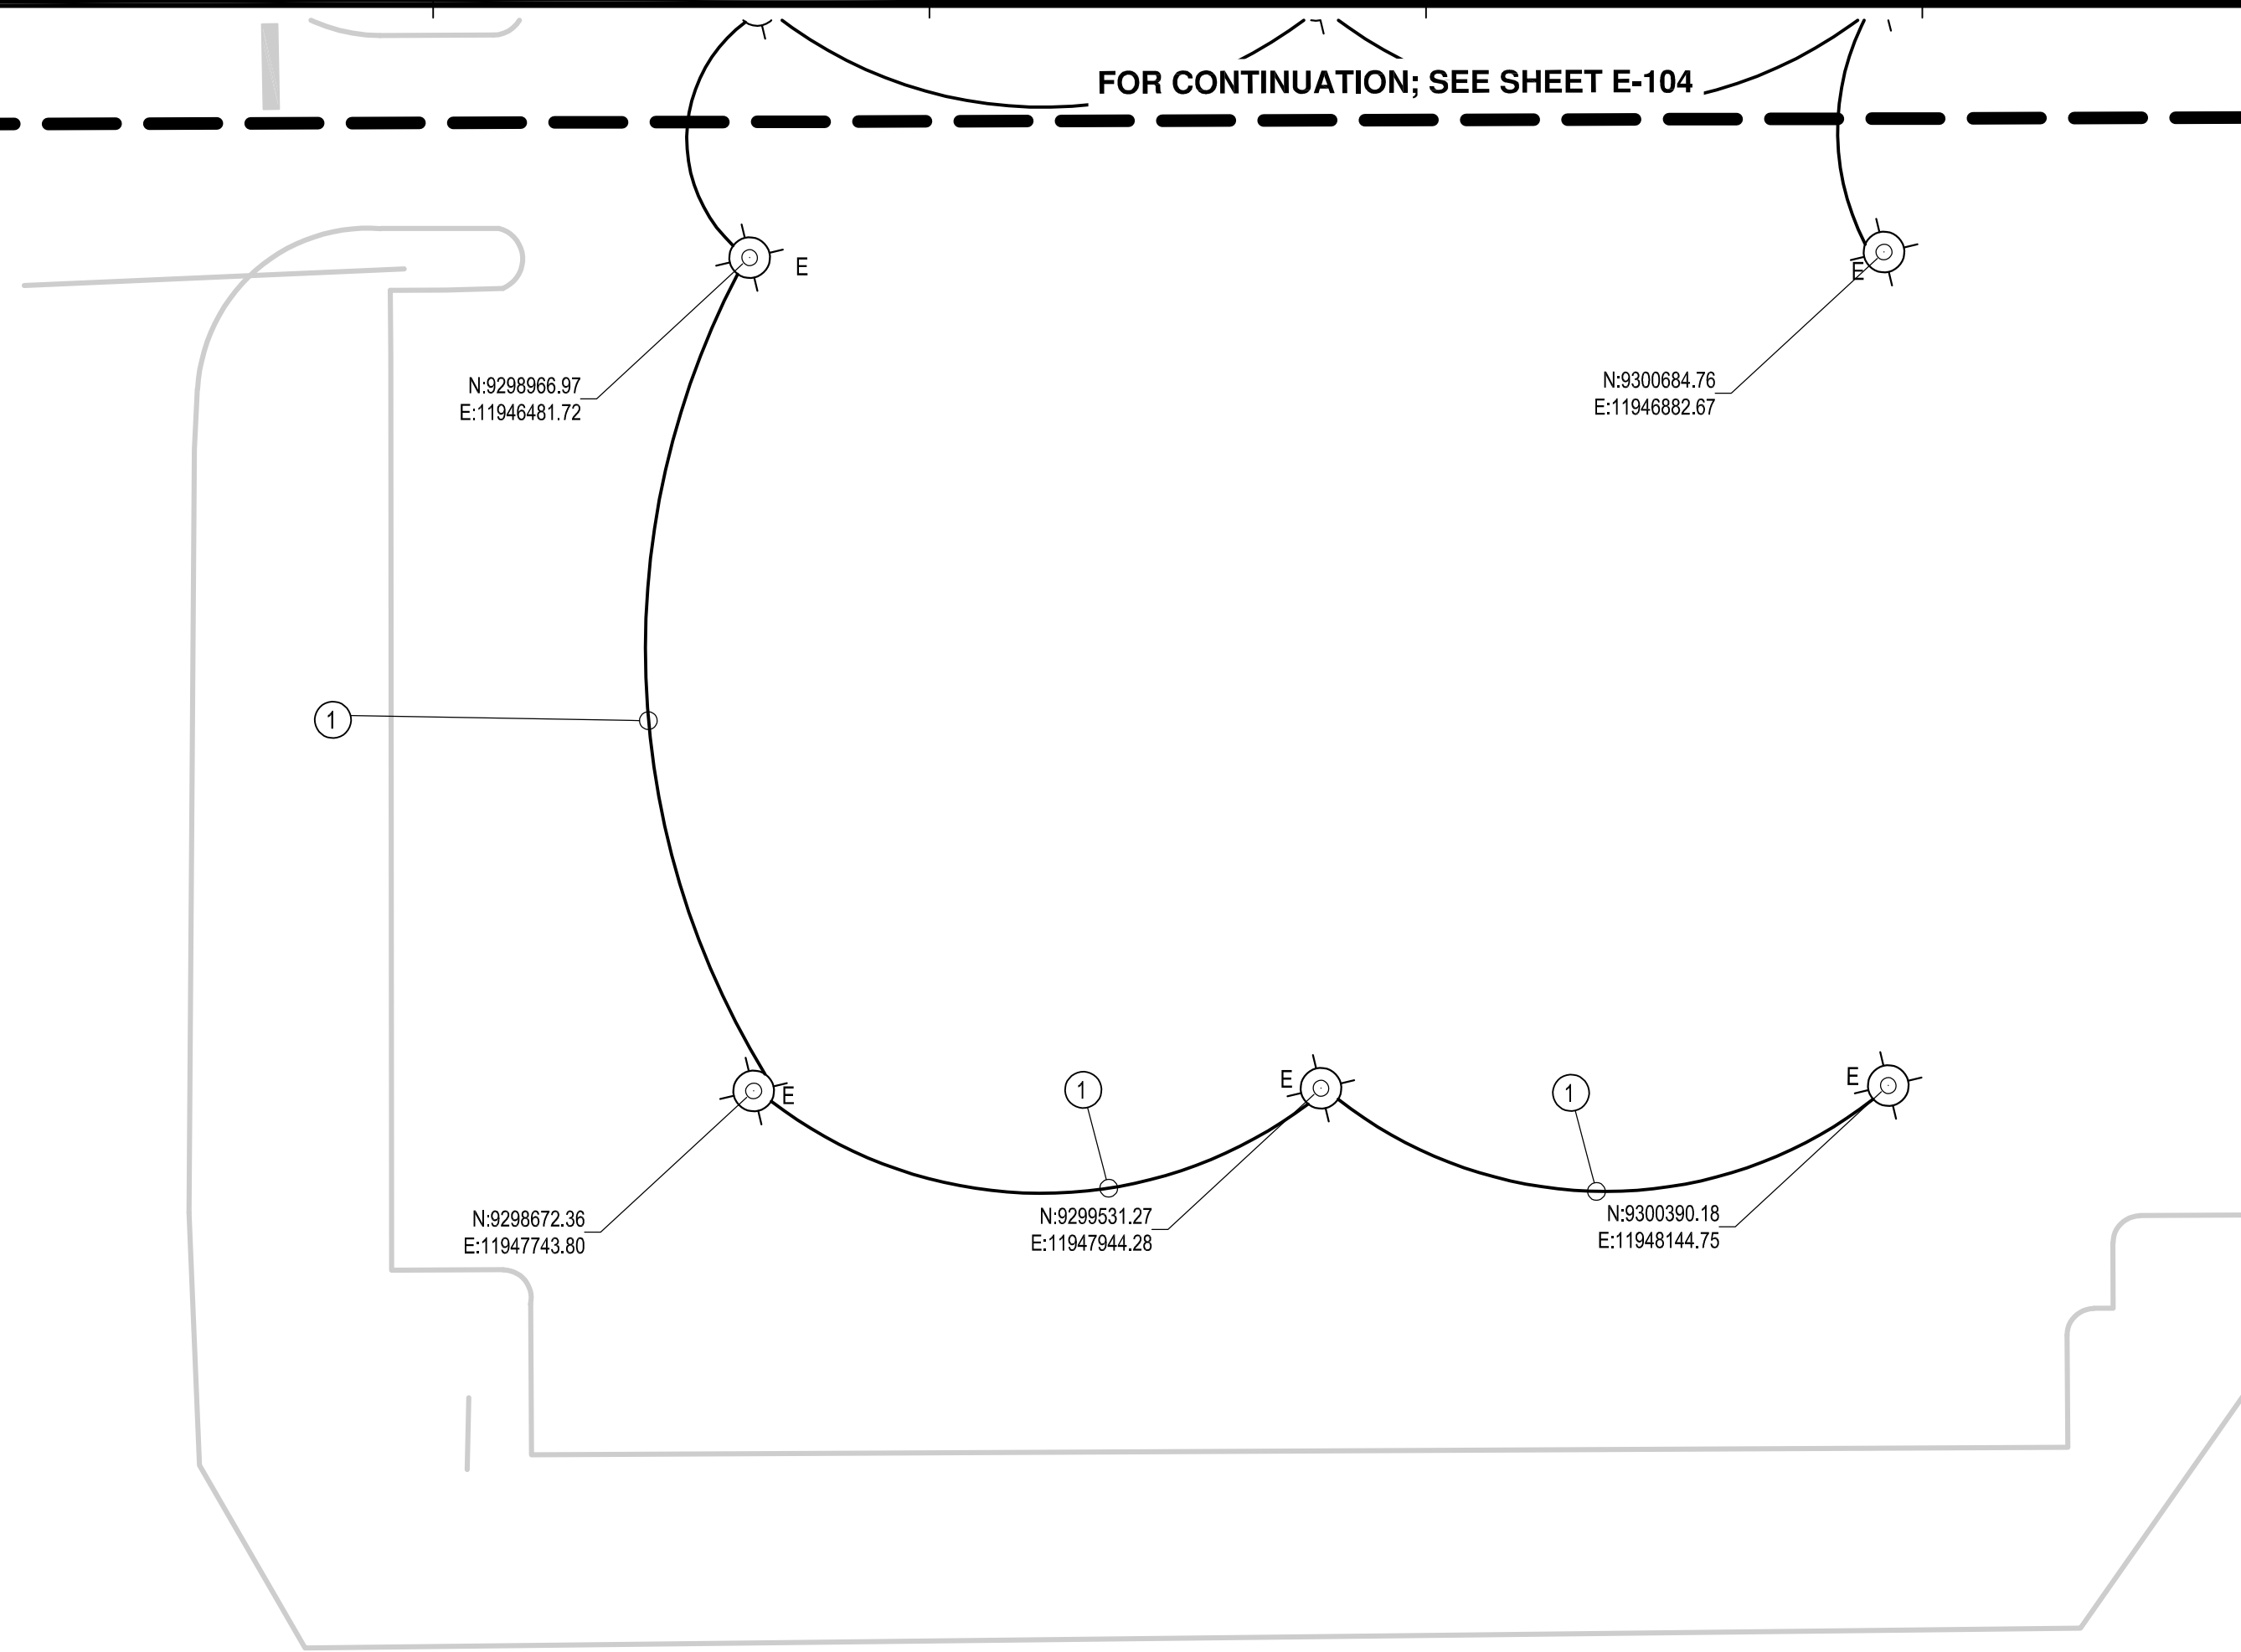 FOR CONTINUATION; SEE SHEET E-104
E
E
N:9298966.97
E:11946481.72
N:9300684.76
E:11946882.67
1
E
1
E
1
E
N:9298672.36
E:11947743.80
N:9299531.27
E:11947944.28
N:9300390.18
E:11948144.75